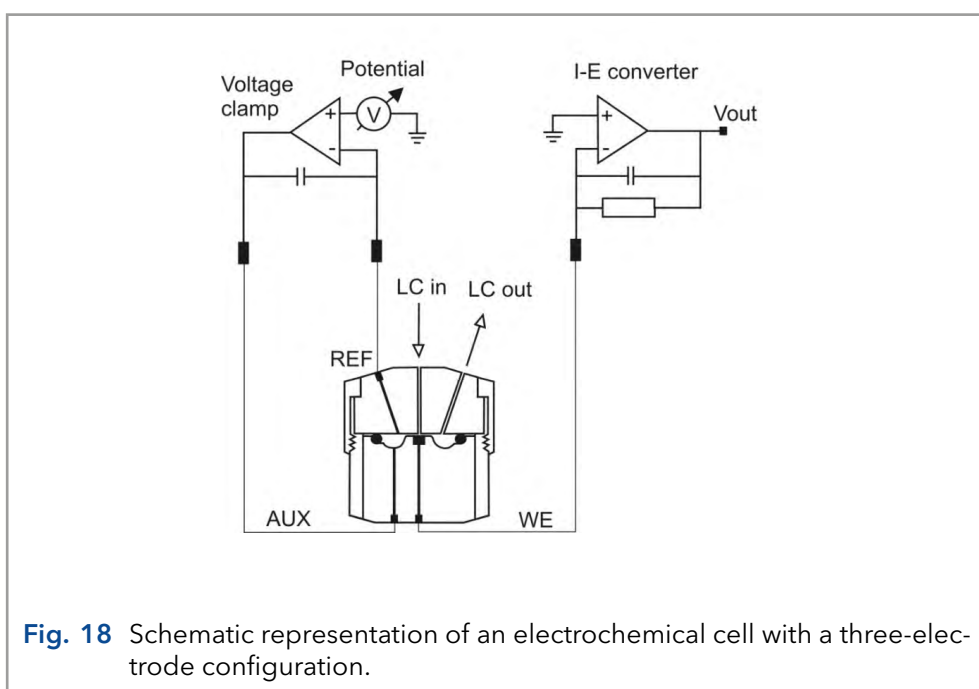 Voltage
clamp
Potential
+
V
-
I-E converter
+
-
Vout
LC in
LC out
REF
AUX
WE
Fig. 18 Schematic representation of an electrochemical cell with a three-elec-
trode configuration.